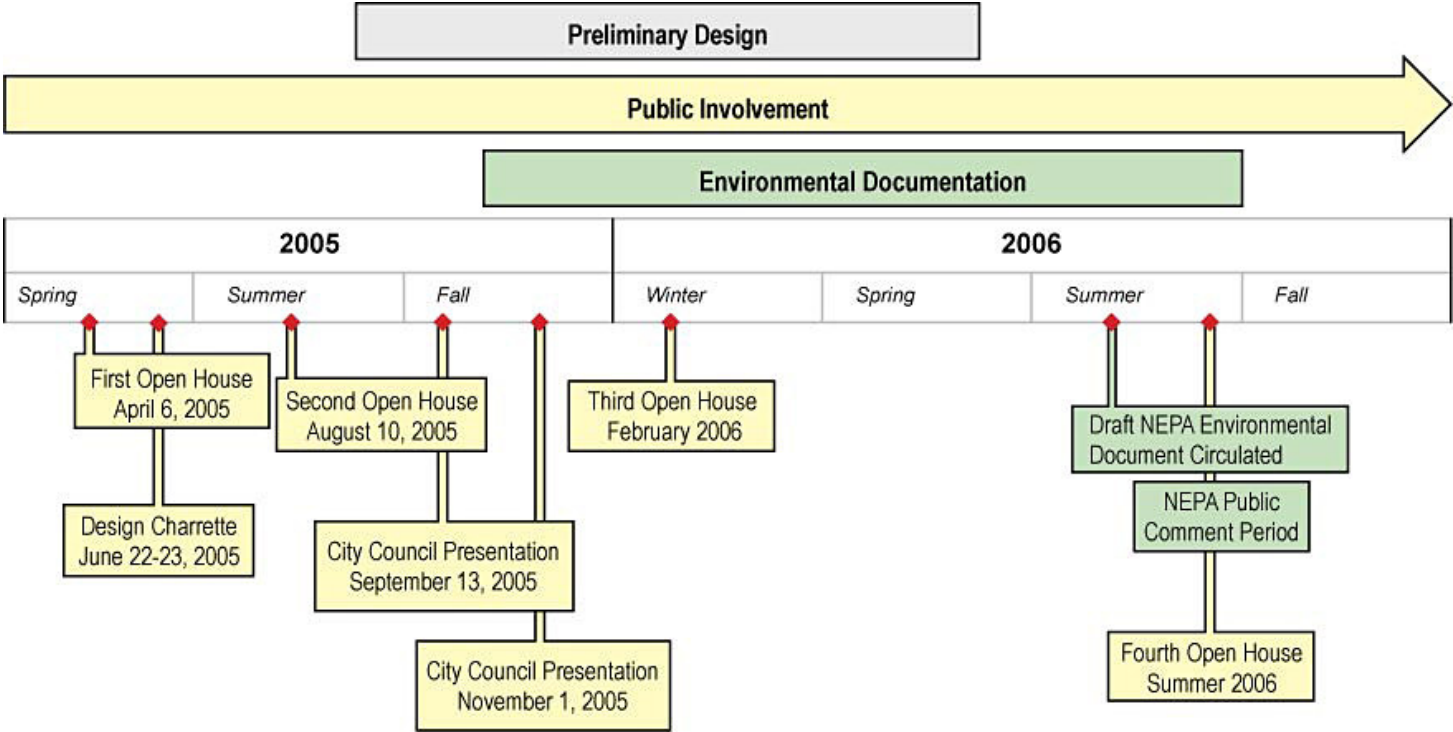 Preliminary Design
Public Involvement
Environmental Documentation
2005
2006
Spring
Summer
Fall
Winter
Spring
Summer
Fall
First Open House
April 6, 2005
Second Open House
August 10, 2005
Third Open House
February 2006
Draft NEPA Environmental
Document Circulated
Design Charrette
June 22-23, 2005
City Council Presentation
September 13, 2005
NEPA Public
Comment Period
City Council Presentation
November 1, 2005
Fourth Open House
Summer 2006